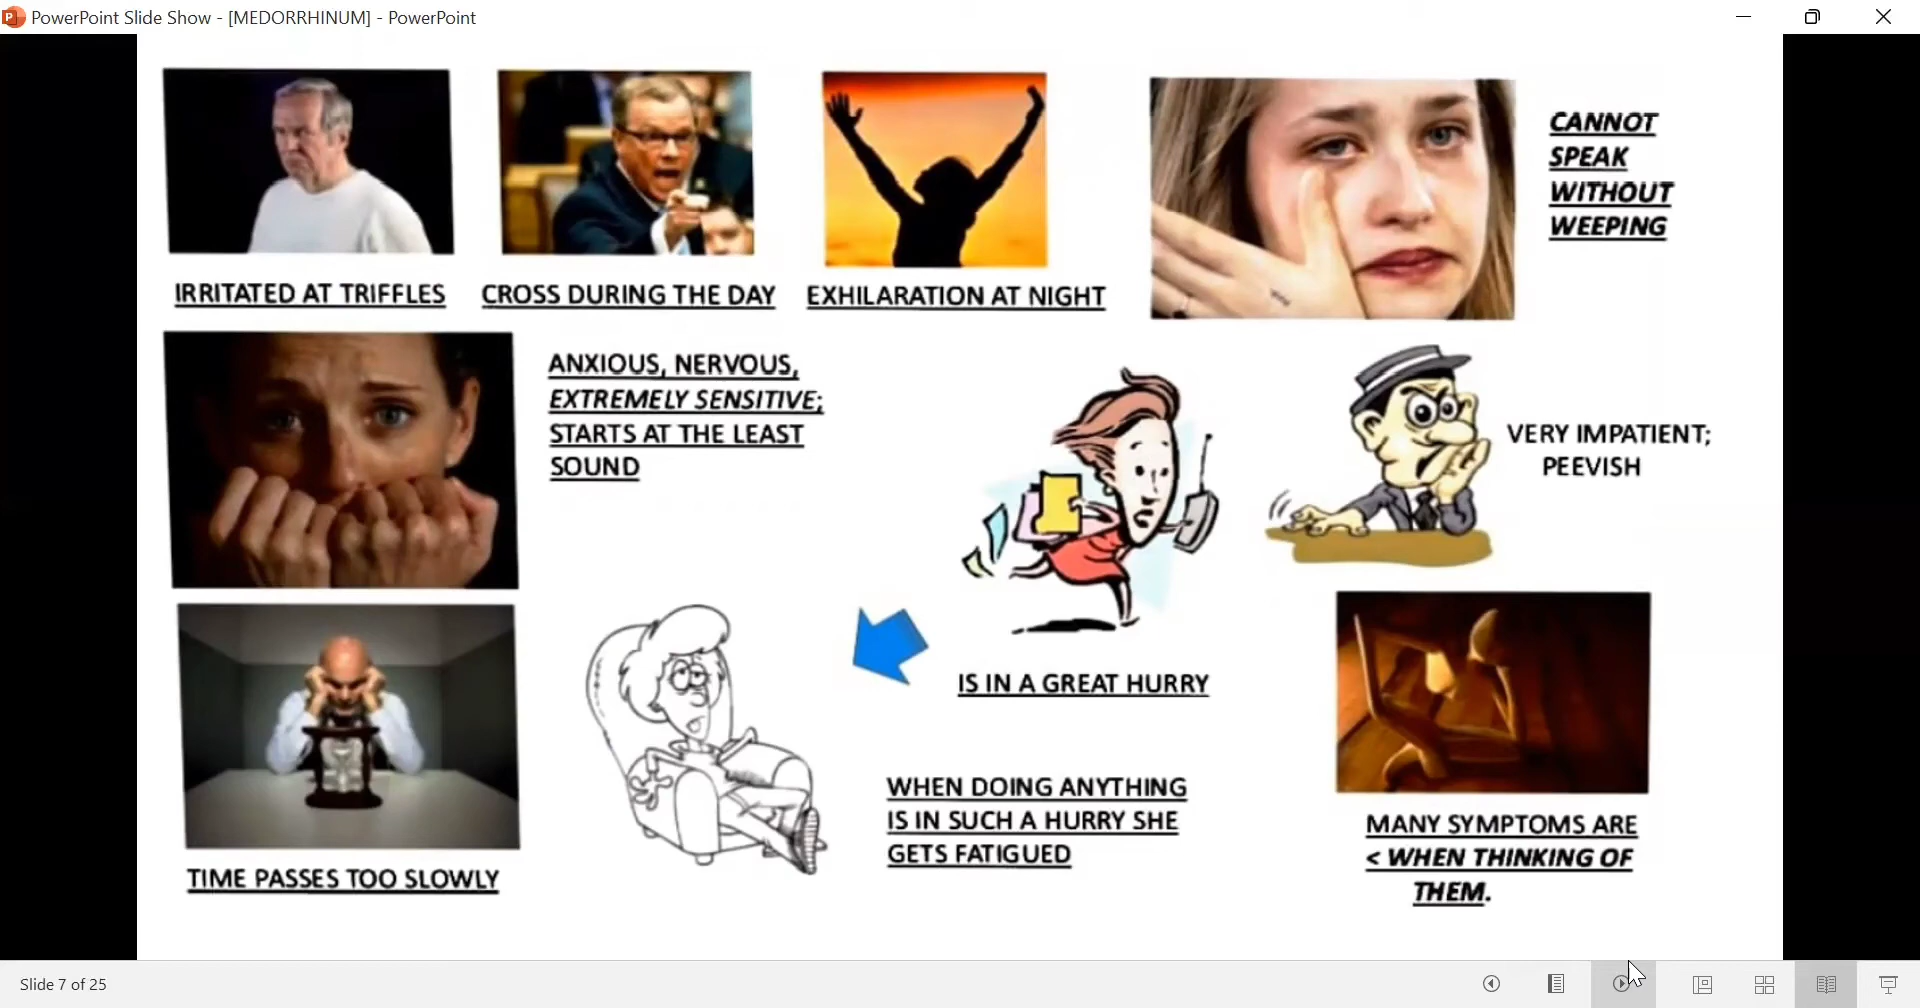 PowerPoint Slide Show - [MEDORRHINUM] - PowerPoint
IRRITATED AT TRIFFLES
CROSS DURING THE DAY
EXHILARATION AT NIGHT
CANNOT
SPEAK
WITHOUT
WEEPING
ANXIOUS, NERVOUS,
EXTREMELY SENSITIVE;
STARTS AT THE LEAST
SOUND
VERY IMPATIENT;
PEEVISH
IS IN A GREAT HURRY
TIME PASSES TOO SLOWLY
WHEN DOING ANYTHING
IS IN SUCH A HURRY SHE
GETS FATIGUED
MANY SYMPTOMS ARE
< WHEN THINKING OF
THEM.
Slide 7 of 25